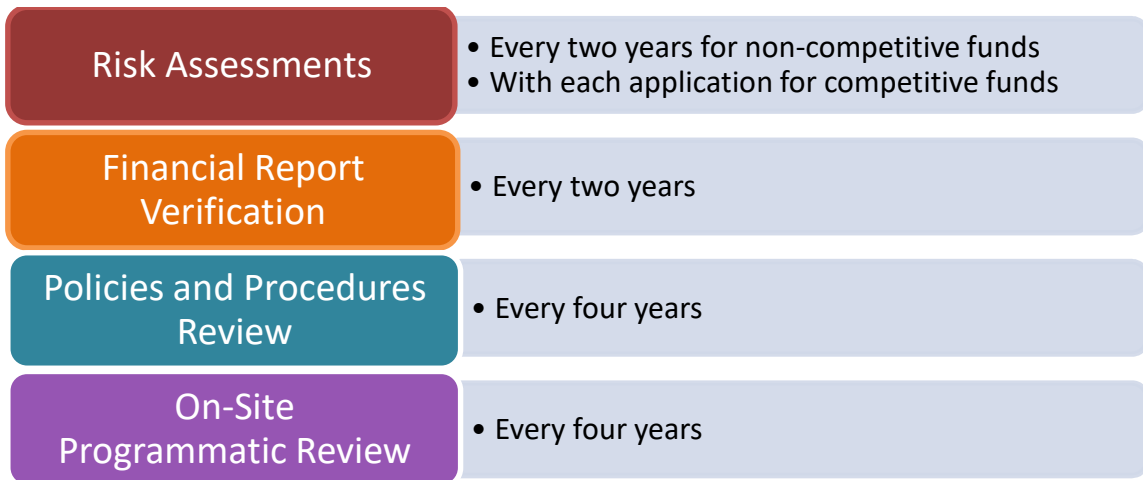 Risk Assessments
• Every two years for non-competitive funds
• With each application for competitive funds
Financial Report
Verification
• Every two years
Policies and Procedures
Review
• Every four years
On-Site
Programmatic Review
• Every four years